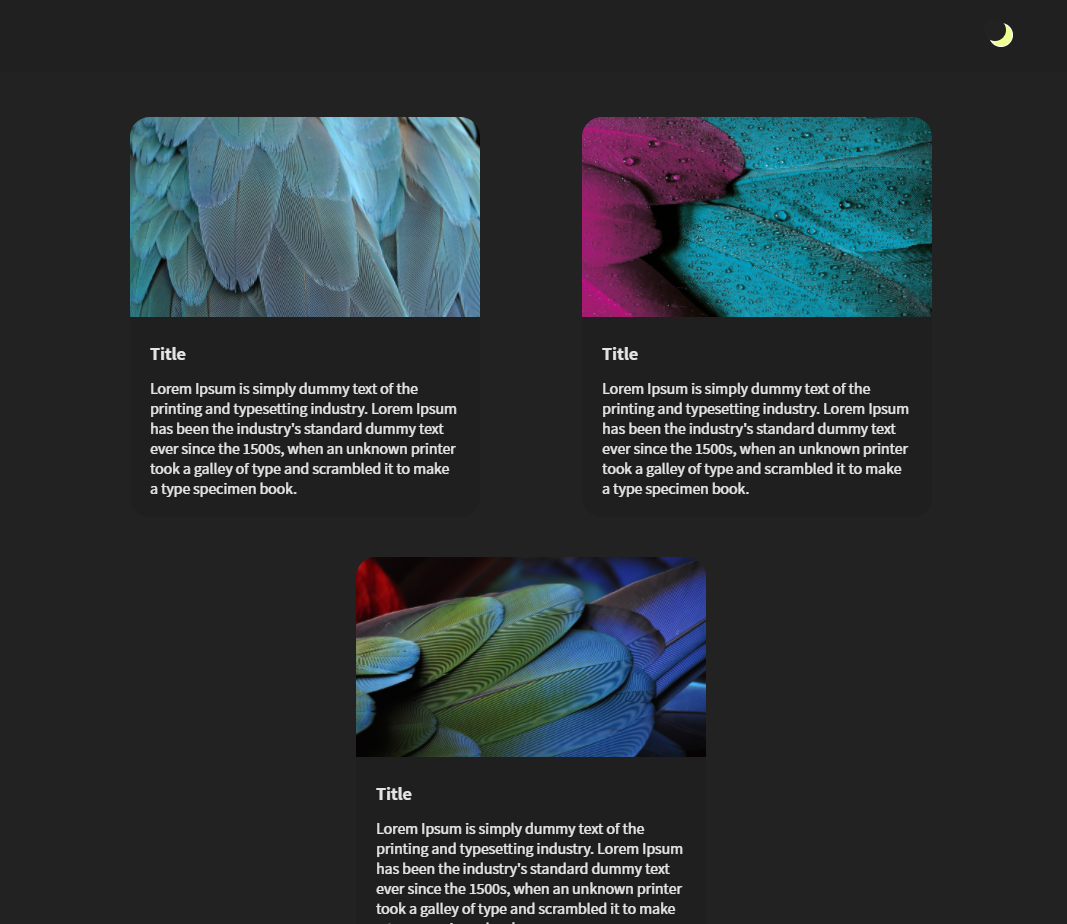 Title
Lorem Ipsum is simply dummy text of the
printing and typesetting industry. Lorem Ipsum
has been the industry's standard dummy text
ever since the 1500s, when an unknown printer
took a galley of type and scrambled it to make
a type specimen book.
Title
Lorem Ipsum is simply dummy text of the
printing and typesetting industry. Lorem Ipsum
has been the industry's standard dummy text
ever since the 1500s, when an unknown printer
took a galley of type and scrambled it to make
a type specimen book.
Title
Lorem Ipsum is simply dummy text of the
printing and typesetting industry. Lorem Ipsum
has been the industry's standard dummy text
ever since the 1500s, when an unknown printer
took a galley of type and scrambled it to make